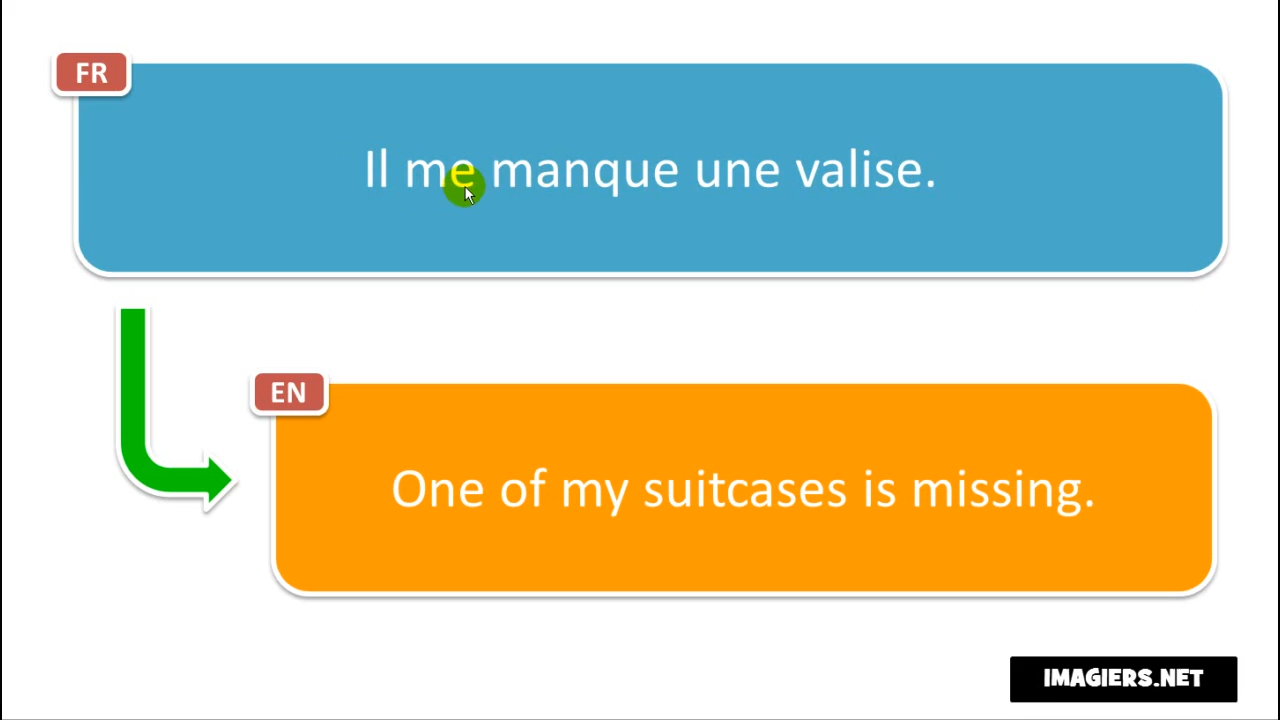 FR
Il me manque une valise.
EN
One of my suitcases is missing.
IMAGIERS.NET